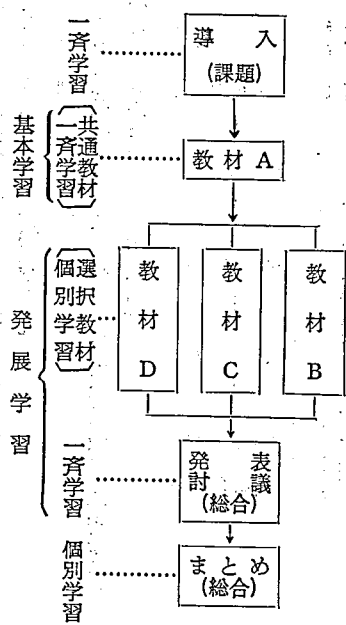 一斉学習
導入
(課題)
基本学習
共通教材
一斉学習
教材A
発展学習
選択教材
個別学習
教材D
教材C
教材B
一斉学習
発表
討議
(総合)
個別学習
まとめ
(総合)